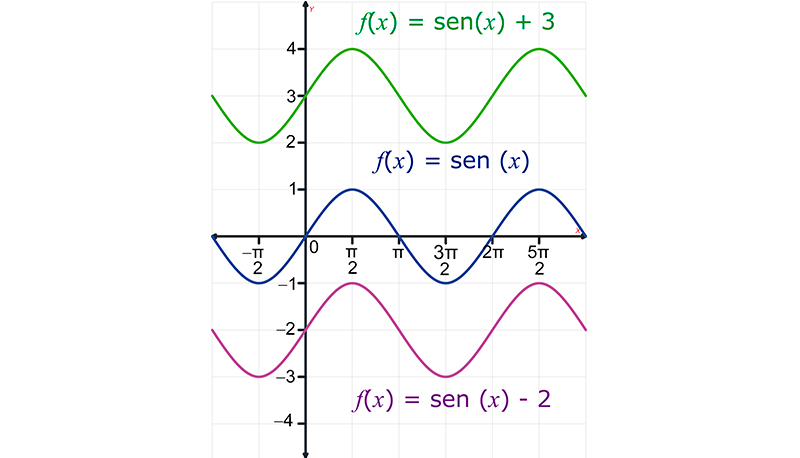 Y
f(x) = sen(x) + 3
4
3
2
f(x) = sen (x)
1
X
0
−π
2
π
2
π
3π
2
2π
5π
2
−1
−2
−3
f(x) = sen (x) - 2
−4